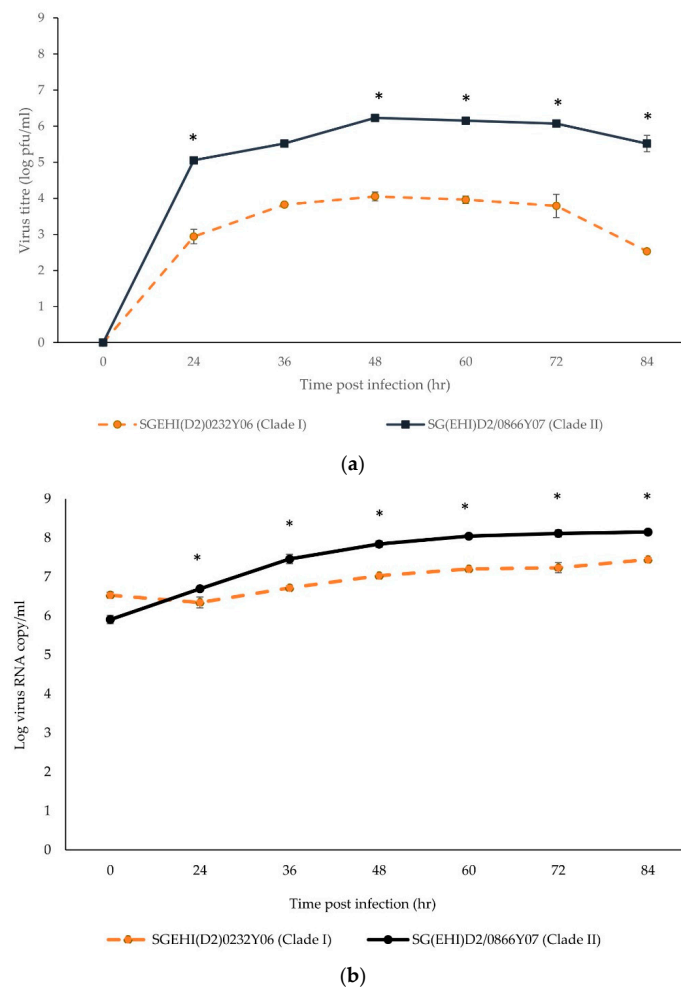 9
8
7
6
5
4
3
2
1
0
Virus titre (log pfu/ml)
* * * * *
0 24 36 48 60 72 84
Time post infection (hr)
SGEHI(D2)0232Y06 (Clade I) SG(EHI)D2/0866Y07 (Clade II)
(a)
9
8
7
6
5
4
3
2
1
0
Log virus RNA copy/ml
* * * * * *
0 24 36 48 60 72 84
Time post infection (hr)
SGEHI(D2)0232Y06 (Clade I) SG(EHI)D2/0866Y07 (Clade II)
(b)